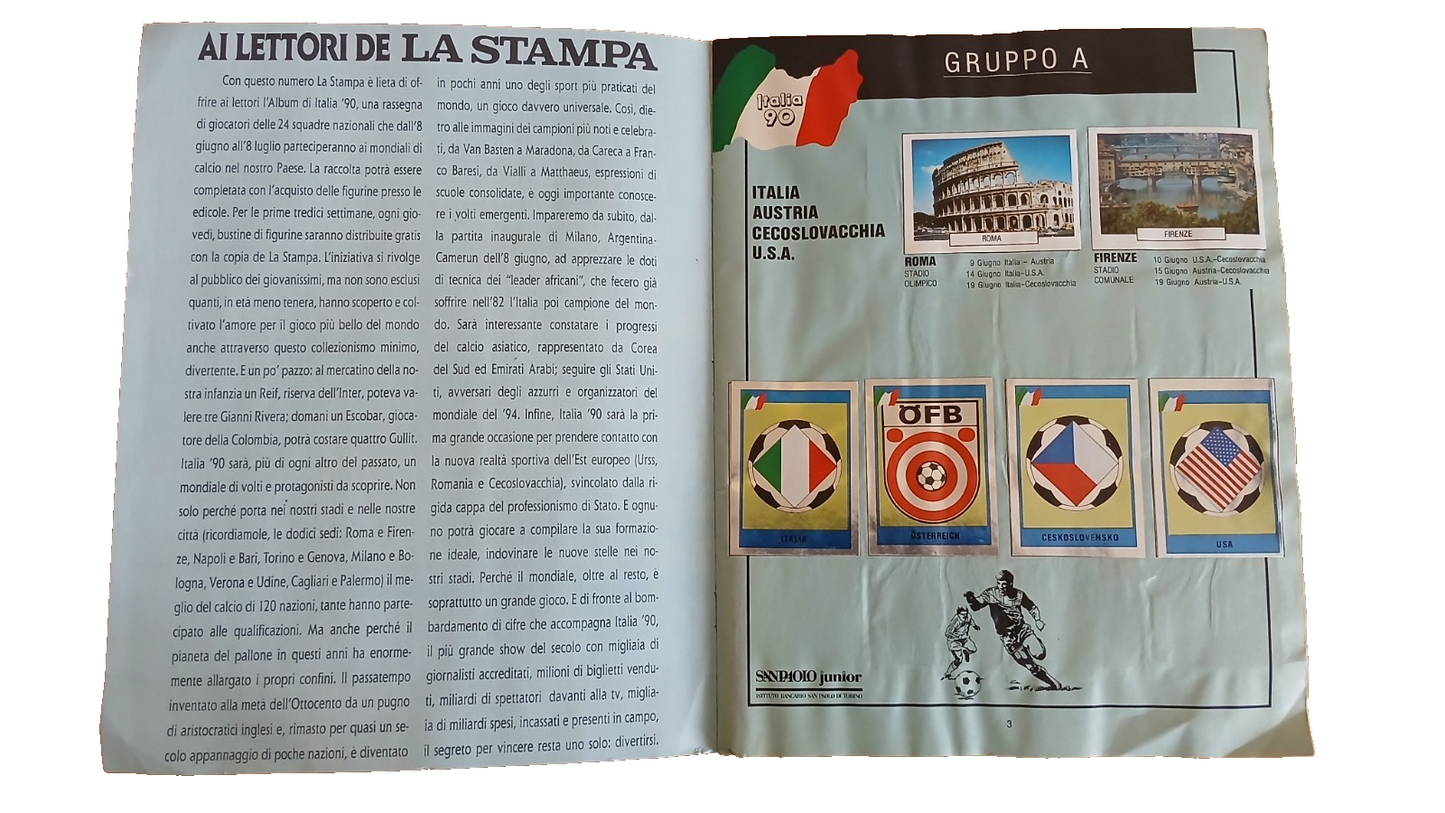 AI LETTORI DE LA STAMPA
Con questo numero La Stampa è lieta di of-
frire ai lettori l'Album di Italia '90, una rassegna
di giocatori delle 24 squadre nazionali che dall'8
giugno all'8 luglio parteciperanno ai mondiali di
calcio nel nostro Paese. La raccolta potrà essere
completata con l'acquisto delle figurine presso le
edicole. Per le prime tredici settimane, ogni gio-
vedì, bustine di figurine saranno distribuite gratis
con la copia de La Stampa. L'iniziativa si rivolge
al pubblico dei giovanissimi, ma non sono esclusi
quanti, in età meno tenera, hanno scoperto e col-
tivato l'amore per il gioco più bello del mondo
anche attraverso questo collezionismo minimo,
divertente. E un po' pazzo: al mercatino della no-
stra infanzia un Reif, riserva dell'Inter, poteva va-
lere tre Gianni Rivera; domani un Escobar, gioca-
tore della Colombia, potrà costare quattro Gullit.
Italia '90 sarà, più di ogni altro del passato, un
mondiale di volti e protagonisti da scoprire. Non
solo perché porta nei nostri stadi e nelle nostre
città (ricordiamole, le dodici sedi: Roma e Firen-
ze, Napoli e Bari, Torino e Genova, Milano e Bo-
logna, Verona e Udine, Cagliari e Palermo) il me-
glio del calcio di 120 nazioni, tante hanno parte-
cipato alle qualificazioni. Ma anche perché il
pianeta del pallone in questi anni ha enorme-
mente allargato i propri confini. Il passatempo
inventato alla metà dell'Ottocento da un pugno
di aristocratici inglesi e, rimasto per quasi un se-
colo appannaggio di poche nazioni, è diventato
in pochi anni uno degli sport più praticati del
mondo, un gioco davvero universale. Così, die-
tro alle immagini dei campioni più noti e celebra-
ti, da Van Basten a Maradona, da Careca a Fran-
co Baresi, da Vialli a Matthaeus, espressioni di
scuole consolidate, è oggi importante conosce-
re i volti emergenti. Impareremo da subito, dal-
la partita inaugurale di Milano, Argentina-
Camerun dell'8 giugno, ad apprezzare le doti
di tecnica dei "leader africani", che fecero già
soffrire nell'82 l'Italia poi campione del mon-
do. Sarà interessante constatare i progressi
del calcio asiatico, rappresentato da Corea
del Sud ed Emirati Arabi; seguire gli Stati Uni-
ti, avversari degli azzurri e organizzatori del
mondiale del '94. Infine, Italia '90 sarà la pri-
ma grande occasione per prendere contatto con
la nuova realtà sportiva dell'Est europeo (Urss,
Romania e Cecoslovacchia), svincolato dalla ri-
gida cappa del professionismo di Stato. E ognu-
no potrà giocare a compilare la sua formazio-
ne ideale, indovinare le nuove stelle nei no-
stri stadi. Perché il mondiale, oltre al resto, è
soprattutto un grande gioco. E di fronte al bom-
bardamento di cifre che accompagna Italia '90,
il più grande show del secolo con migliaia di
giornalisti accreditati, milioni di biglietti vendu-
ti, miliardi di spettatori davanti alla tv, miglia-
ia di miliardi spesi, incassati e presenti in campo,
il segreto per vincere resta uno solo: divertirsi.
GRUPPO A
Italia
90
ITALIA
AUSTRIA
CECOSLOVACCHIA
U.S.A.
ROMA
FIRENZE
ROMA
STADIO
OLIMPICO
9 Giugno Italia – Austria
14 Giugno Italia–U.S.A.
19 Giugno Italia–Cecoslovacchia
FIRENZE
STADIO
COMUNALE
10 Giugno U.S.A.–Cecoslovacchia
15 Giugno Austria–Cecoslovacchia
19 Giugno Austria–U.S.A.
ITALIA
ÖFB
ÖSTERREICH
CESKOSLOVENSKO
USA
SANPAOLO junior
ISTITUTO BANCARIO SAN PAOLO DI TORINO
3